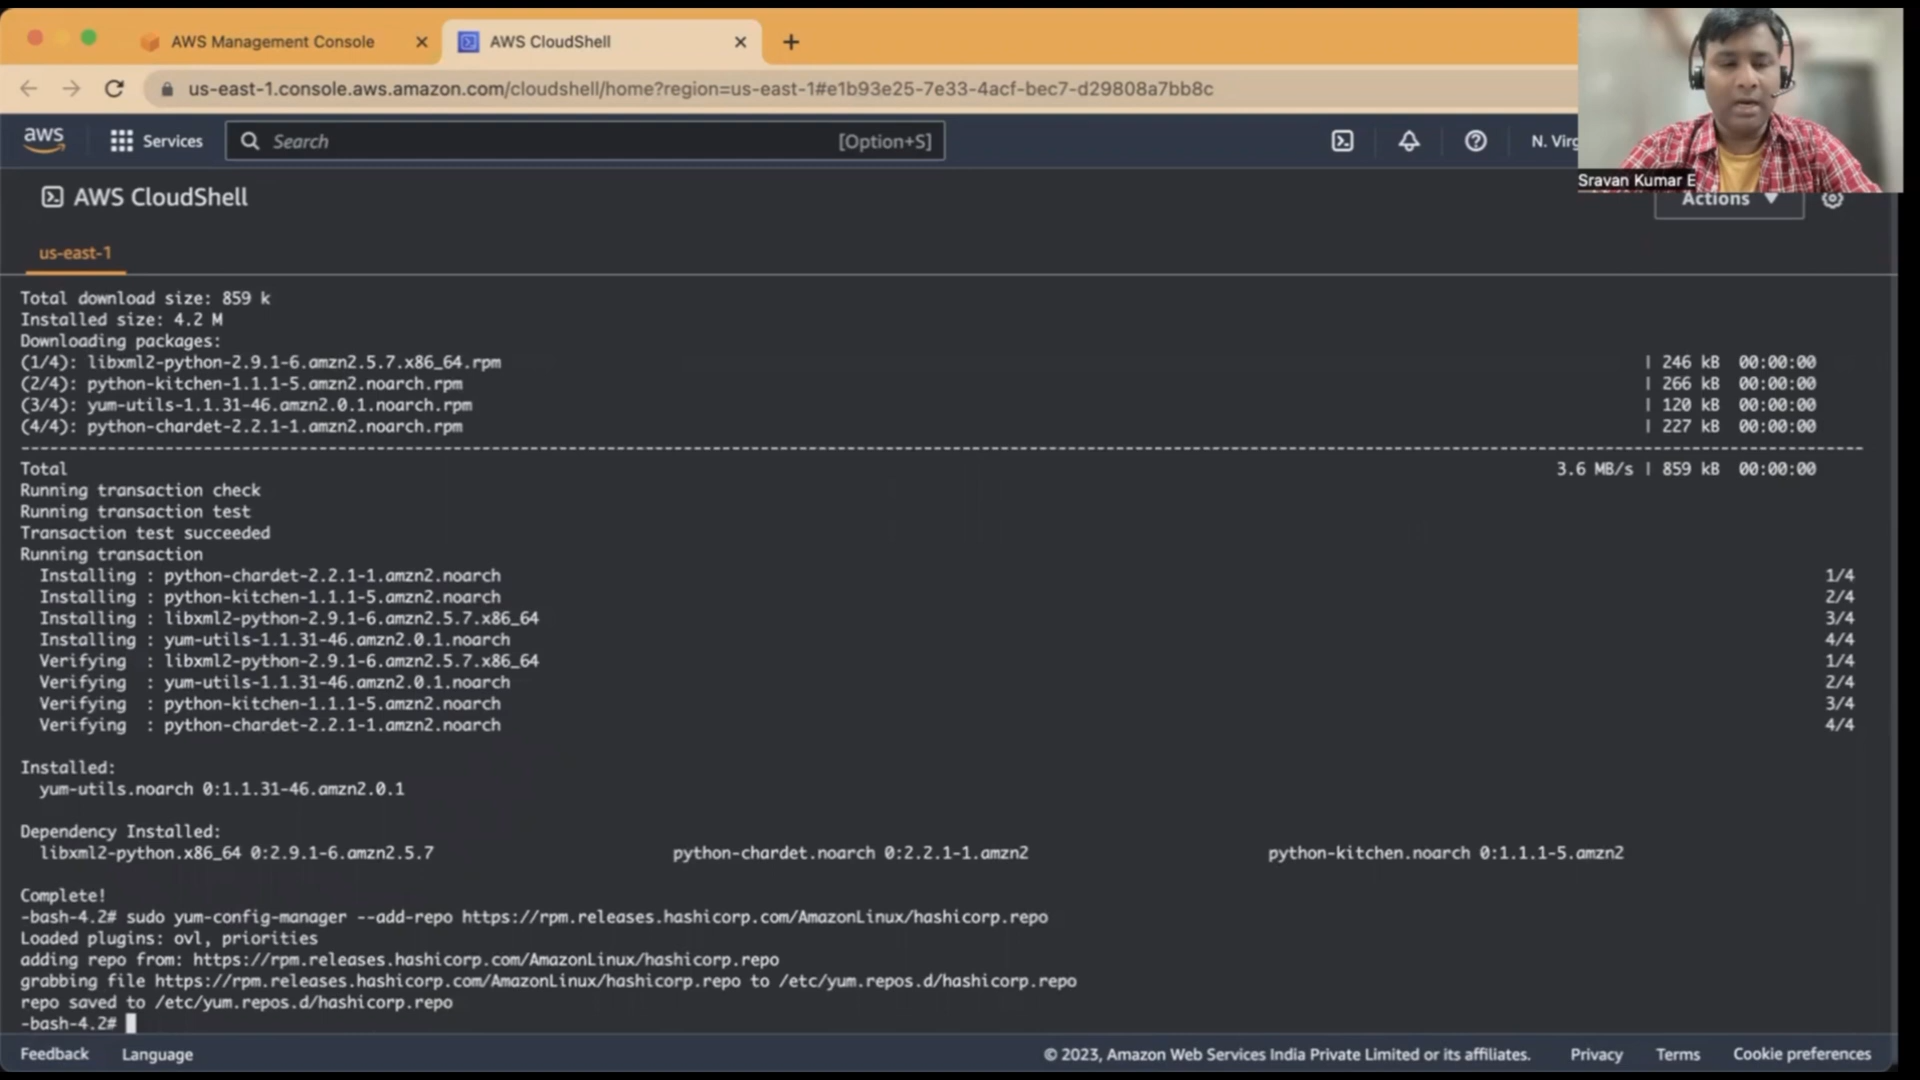 AWS Management Console
AWS CloudShell
us-east-1.console.aws.amazon.com/cloudshell/home?region=us-east-1#e1b93e25-7e33-4acf-bec7-d29808a7bb8c
aws
Services
Search
[Option+S]
N. Virg
Sravan Kumar E
AWS CloudShell
Actions
us-east-1
Total download size: 859 k
Installed size: 4.2 M
Downloading packages:
(1/4): libxml2-python-2.9.1-6.amzn2.5.7.x86_64.rpm | 246 kB 00:00:00
(2/4): python-kitchen-1.1.1-5.amzn2.noarch.rpm | 266 kB 00:00:00
(3/4): yum-utils-1.1.31-46.amzn2.0.1.noarch.rpm | 120 kB 00:00:00
(4/4): python-chardet-2.2.1-1.amzn2.noarch.rpm | 227 kB 00:00:00
Total 3.6 MB/s | 859 kB 00:00:00
Running transaction check
Running transaction test
Transaction test succeeded
Running transaction
Installing : python-chardet-2.2.1-1.amzn2.noarch 1/4
Installing : python-kitchen-1.1.1-5.amzn2.noarch 2/4
Installing : libxml2-python-2.9.1-6.amzn2.5.7.x86_64 3/4
Installing : yum-utils-1.1.31-46.amzn2.0.1.noarch 4/4
Verifying : libxml2-python-2.9.1-6.amzn2.5.7.x86_64 1/4
Verifying : yum-utils-1.1.31-46.amzn2.0.1.noarch 2/4
Verifying : python-kitchen-1.1.1-5.amzn2.noarch 3/4
Verifying : python-chardet-2.2.1-1.amzn2.noarch 4/4
Installed:
yum-utils.noarch 0:1.1.31-46.amzn2.0.1
Dependency Installed:
libxml2-python.x86_64 0:2.9.1-6.amzn2.5.7 python-chardet.noarch 0:2.2.1-1.amzn2 python-kitchen.noarch 0:1.1.1-5.amzn2
Complete!
-bash-4.2# sudo yum-config-manager --add-repo https://rpm.releases.hashicorp.com/AmazonLinux/hashicorp.repo
Loaded plugins: ovl, priorities
adding repo from: https://rpm.releases.hashicorp.com/AmazonLinux/hashicorp.repo
grabbing file https://rpm.releases.hashicorp.com/AmazonLinux/hashicorp.repo to /etc/yum.repos.d/hashicorp.repo
repo saved to /etc/yum.repos.d/hashicorp.repo
-bash-4.2#
Feedback Language © 2023, Amazon Web Services India Private Limited or its affiliates. Privacy Terms Cookie preferences